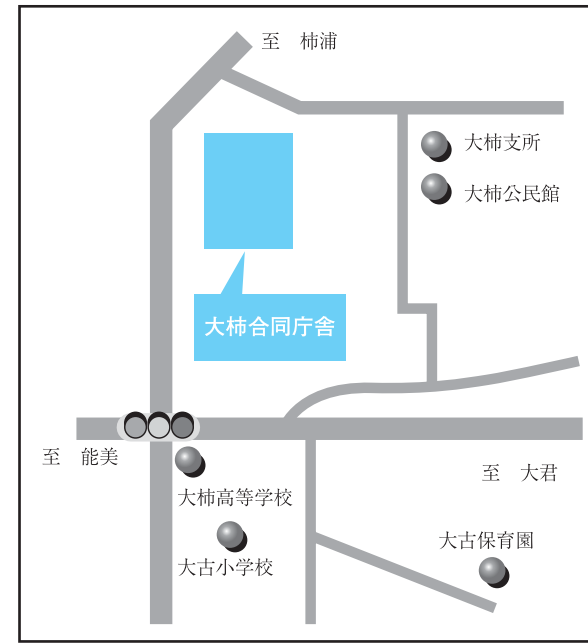 至　柿浦
大柿支所
大柿公民館
大柿合同庁舎
至　能美
至　大君
大柿高等学校
大古保育園
大古小学校